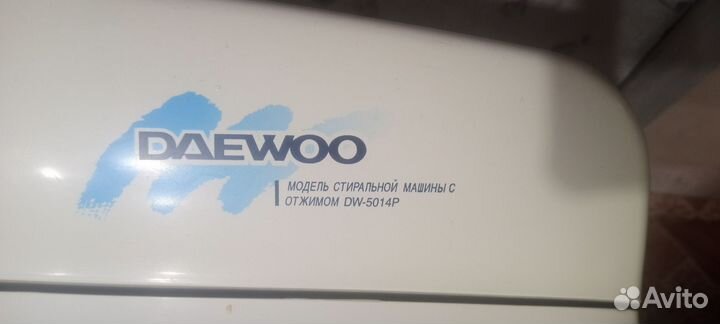 DAEWOO
МОДЕЛЬ СТИРАЛЬНОЙ МАШИНЫ С
ОТЖИМОМ DW-5014P
Avito